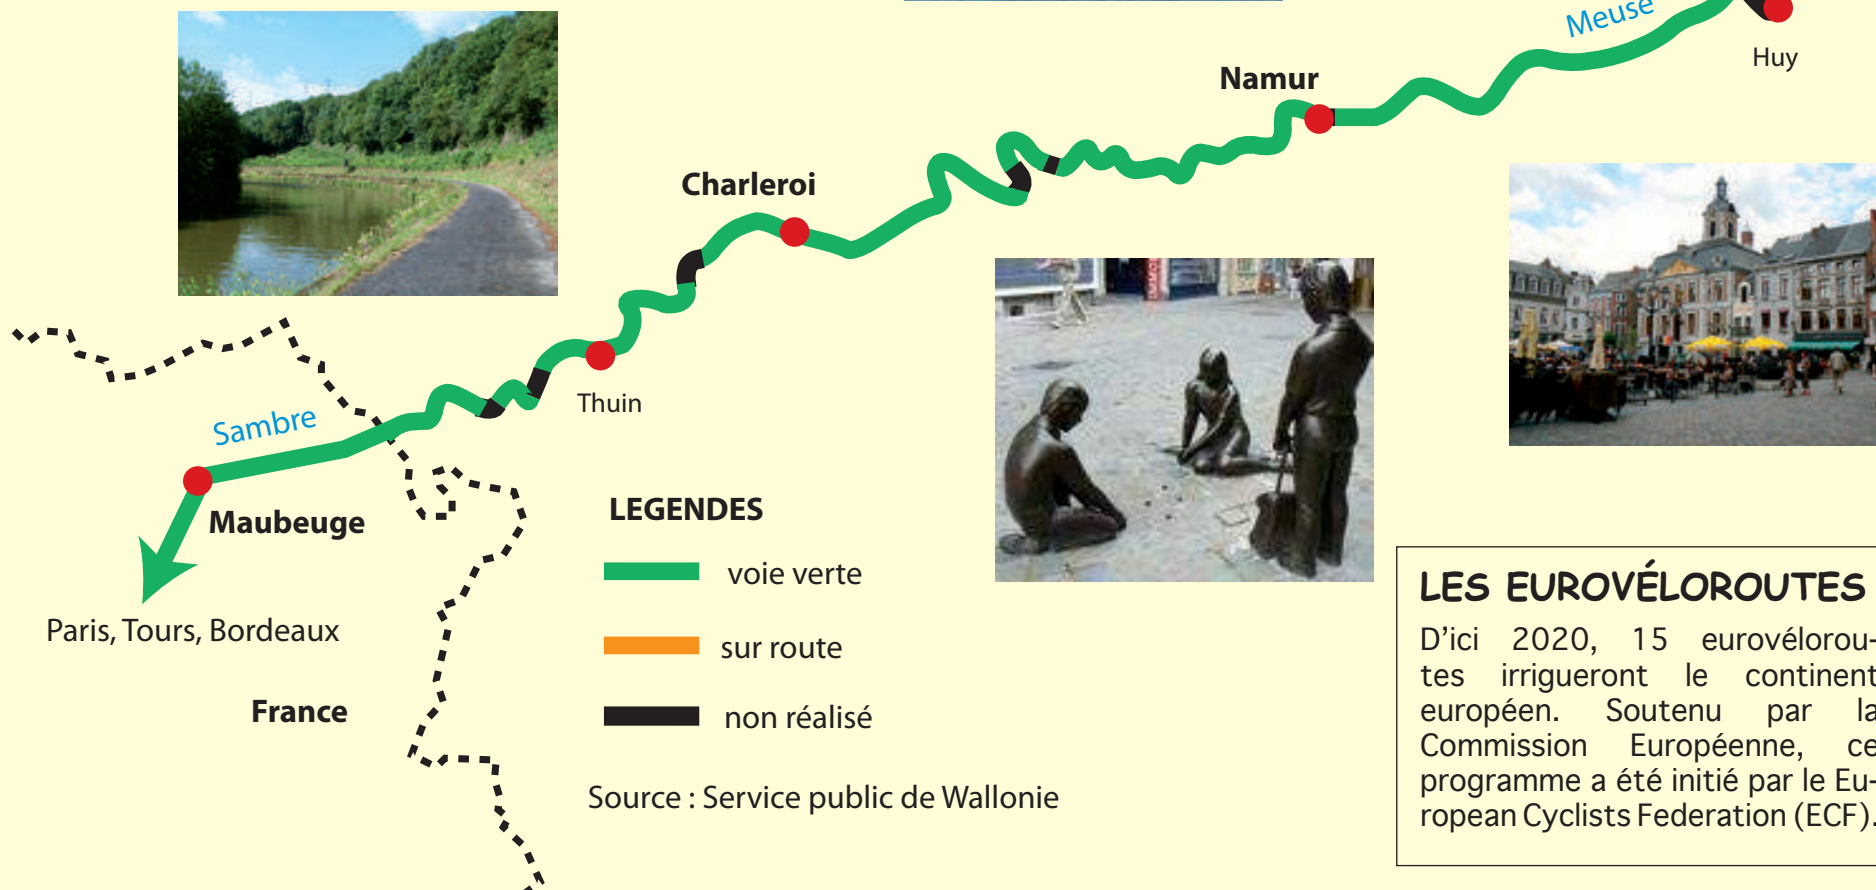 Meuse
Huy
Namur
Charleroi
Thuin
Sambre
Maubeuge
Paris, Tours, Bordeaux
France
LEGENDES
voie verte
sur route
non réalisé
Source : Service public de Wallonie
LES EUROVÉLOROUTES
D'ici 2020, 15 eurovélorou-
tes irrigueront le continent
européen. Soutenu par la
Commission Européenne, ce
programme a été initié par le Eu-
ropean Cyclists Federation (ECF).